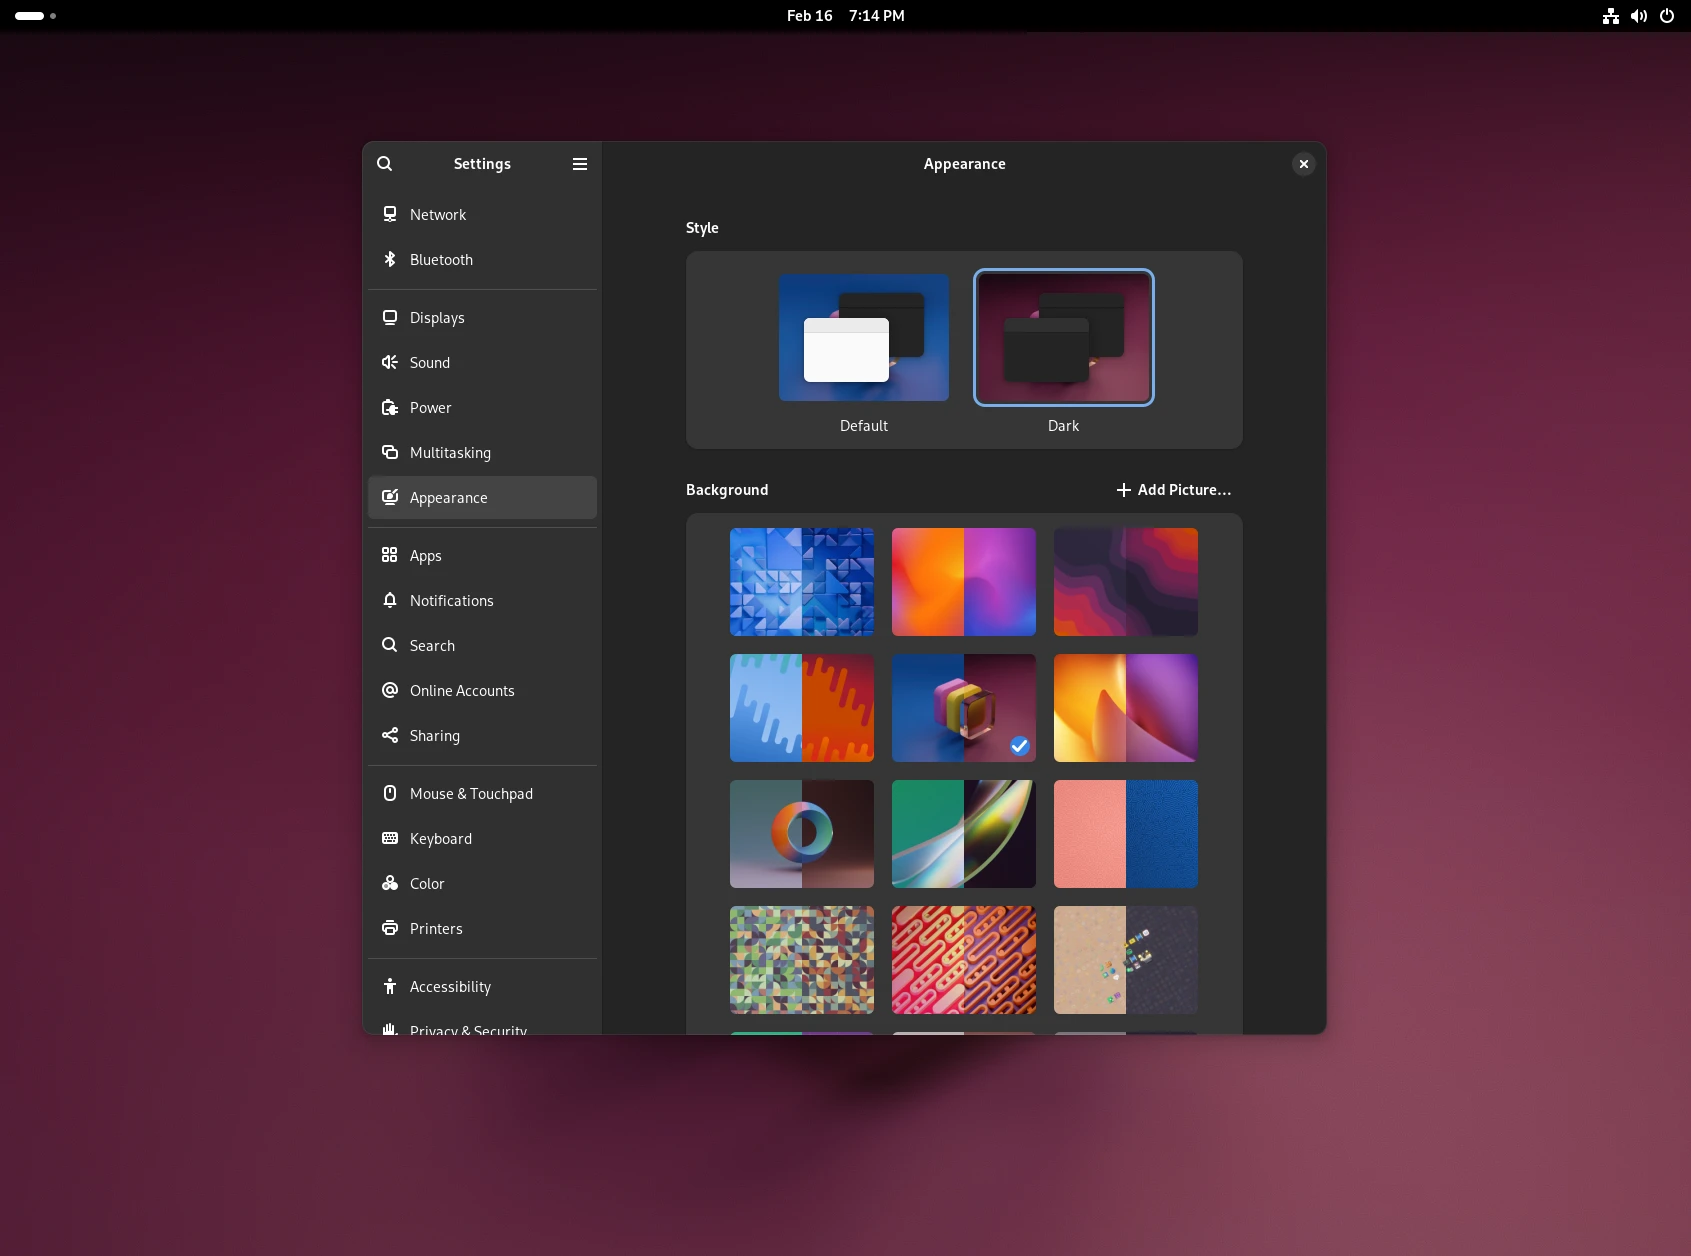 Feb 16 7:14 PM
Settings
Appearance
Network
Bluetooth
Displays
Sound
Power
Multitasking
Appearance
Apps
Notifications
Search
Online Accounts
Sharing
Mouse & Touchpad
Keyboard
Color
Printers
Accessibility
Privacy & Security
Style
Default
Dark
Background
Add Picture...